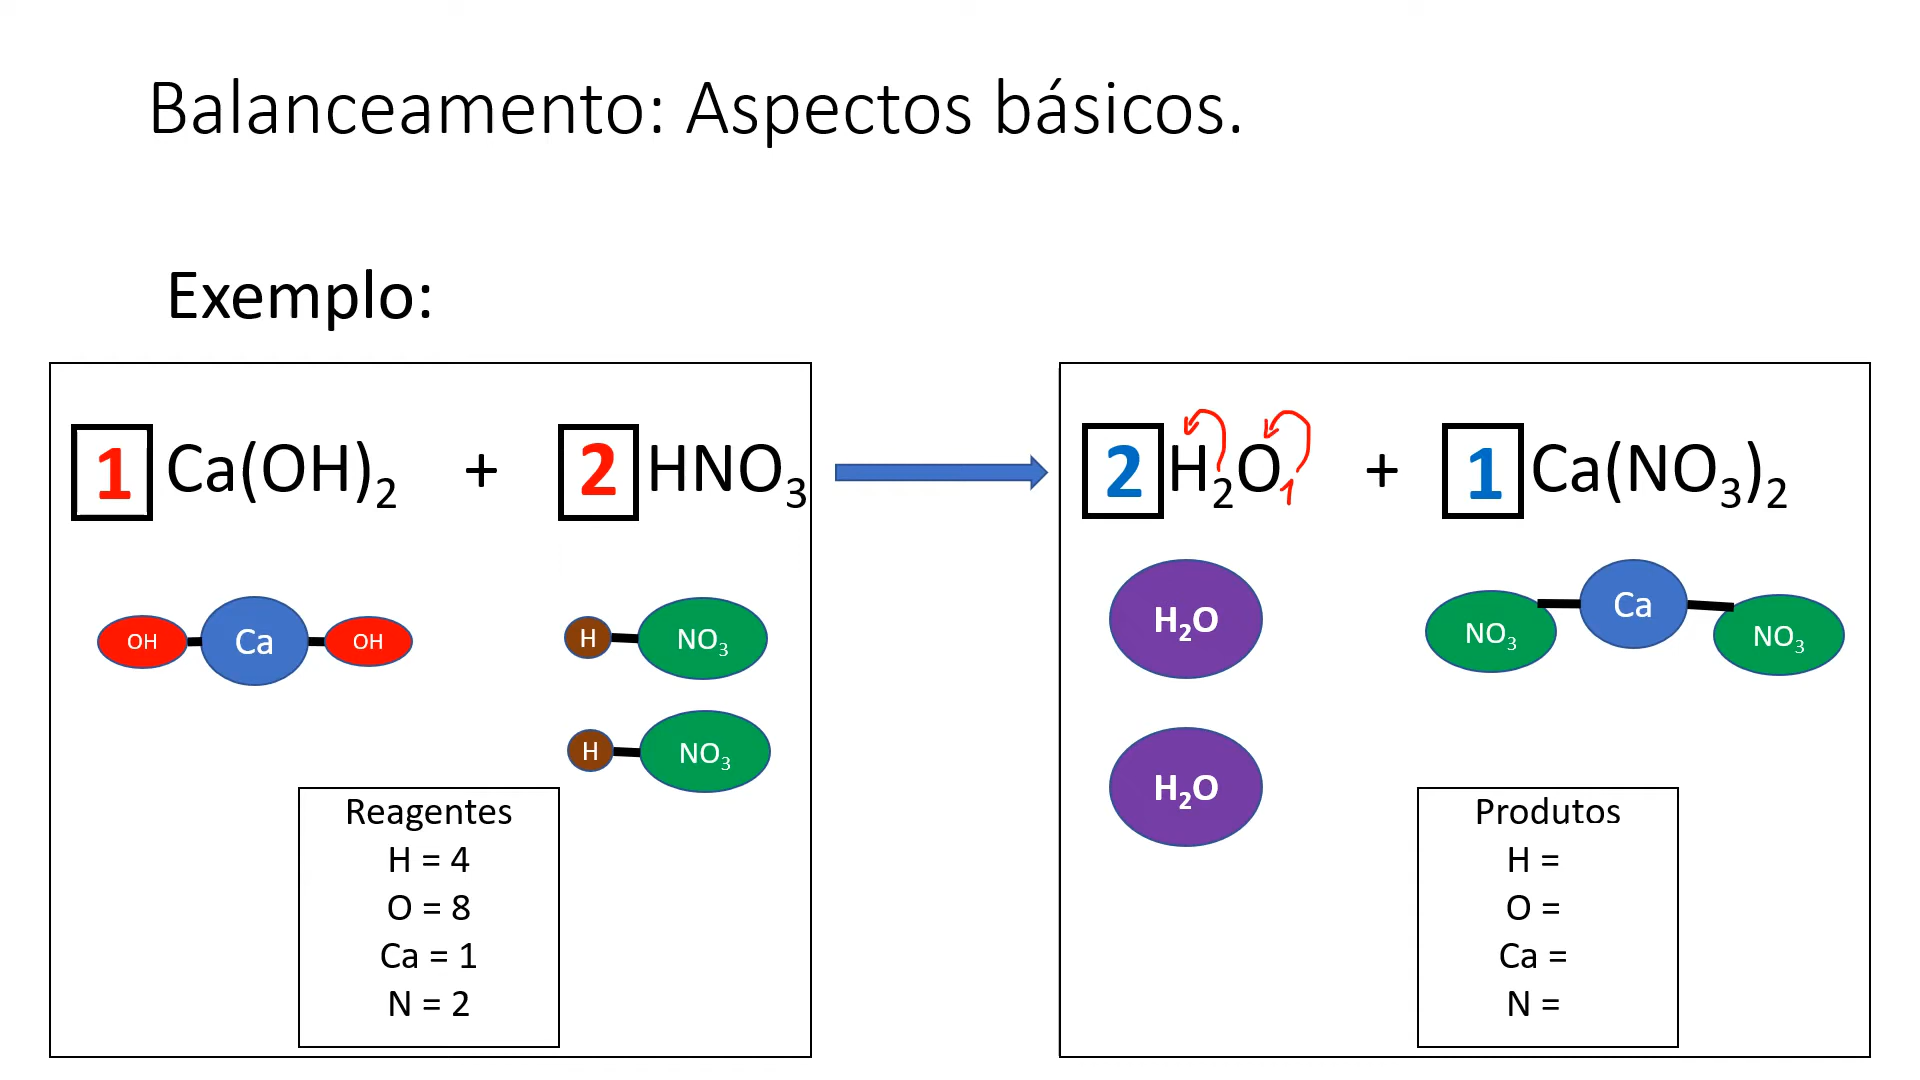 Balanceamento: Aspectos básicos.
Exemplo:
1 Ca(OH)₂ + 2 HNO₃
2 H₂O₁ + 1 Ca(NO₃)₂
OH Ca OH
H NO₃
H NO₃
H₂O
H₂O
NO₃ Ca NO₃
Reagentes
H = 4
O = 8
Ca = 1
N = 2
Produtos
H =
O =
Ca =
N =